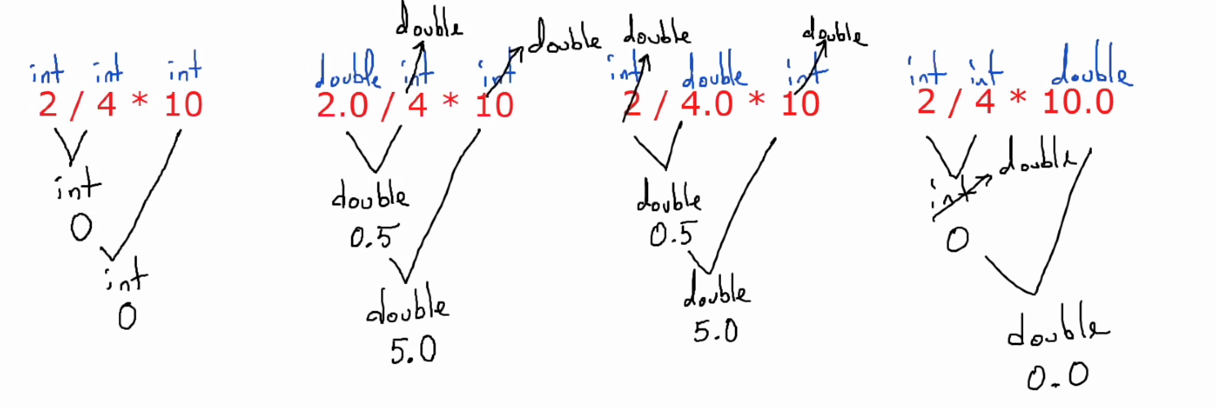 int int int
2 / 4 * 10
int
0
int
0
double
double
double int int
2.0 / 4 * 10
double
0.5
double
5.0
double
double
int double int
2 / 4.0 * 10
double
0.5
double
5.0
int int double
2 / 4 * 10.0
int double
0
double
0.0